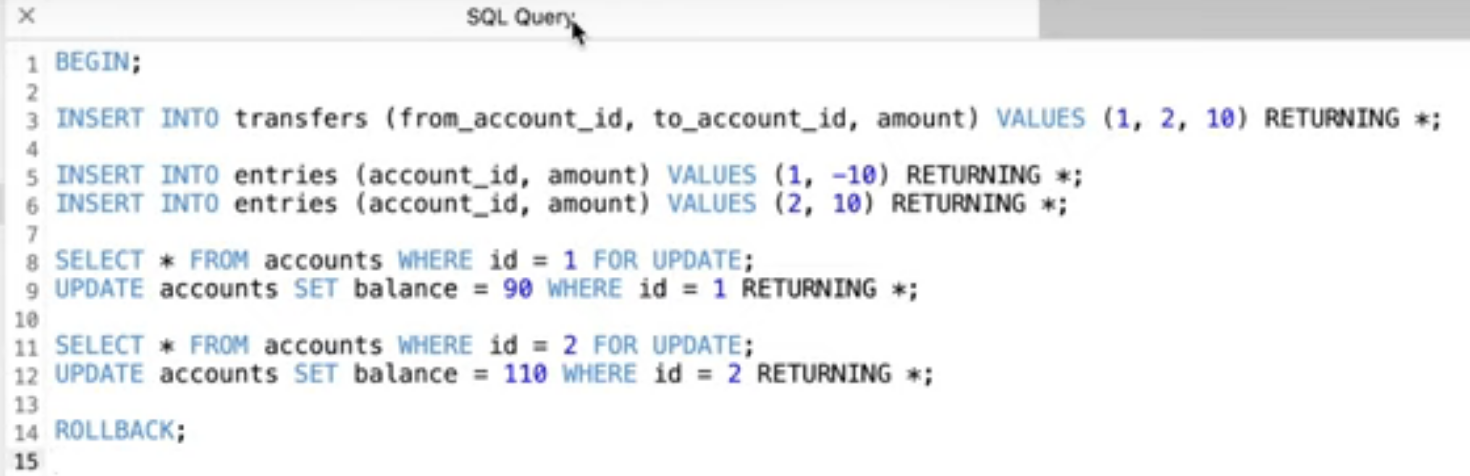 SQL Query
1 BEGIN;
2
3 INSERT INTO transfers (from_account_id, to_account_id, amount) VALUES (1, 2, 10) RETURNING *;
4
5 INSERT INTO entries (account_id, amount) VALUES (1, -10) RETURNING *;
6 INSERT INTO entries (account_id, amount) VALUES (2, 10) RETURNING *;
7
8 SELECT * FROM accounts WHERE id = 1 FOR UPDATE;
9 UPDATE accounts SET balance = 90 WHERE id = 1 RETURNING *;
10
11 SELECT * FROM accounts WHERE id = 2 FOR UPDATE;
12 UPDATE accounts SET balance = 110 WHERE id = 2 RETURNING *;
13
14 ROLLBACK;
15